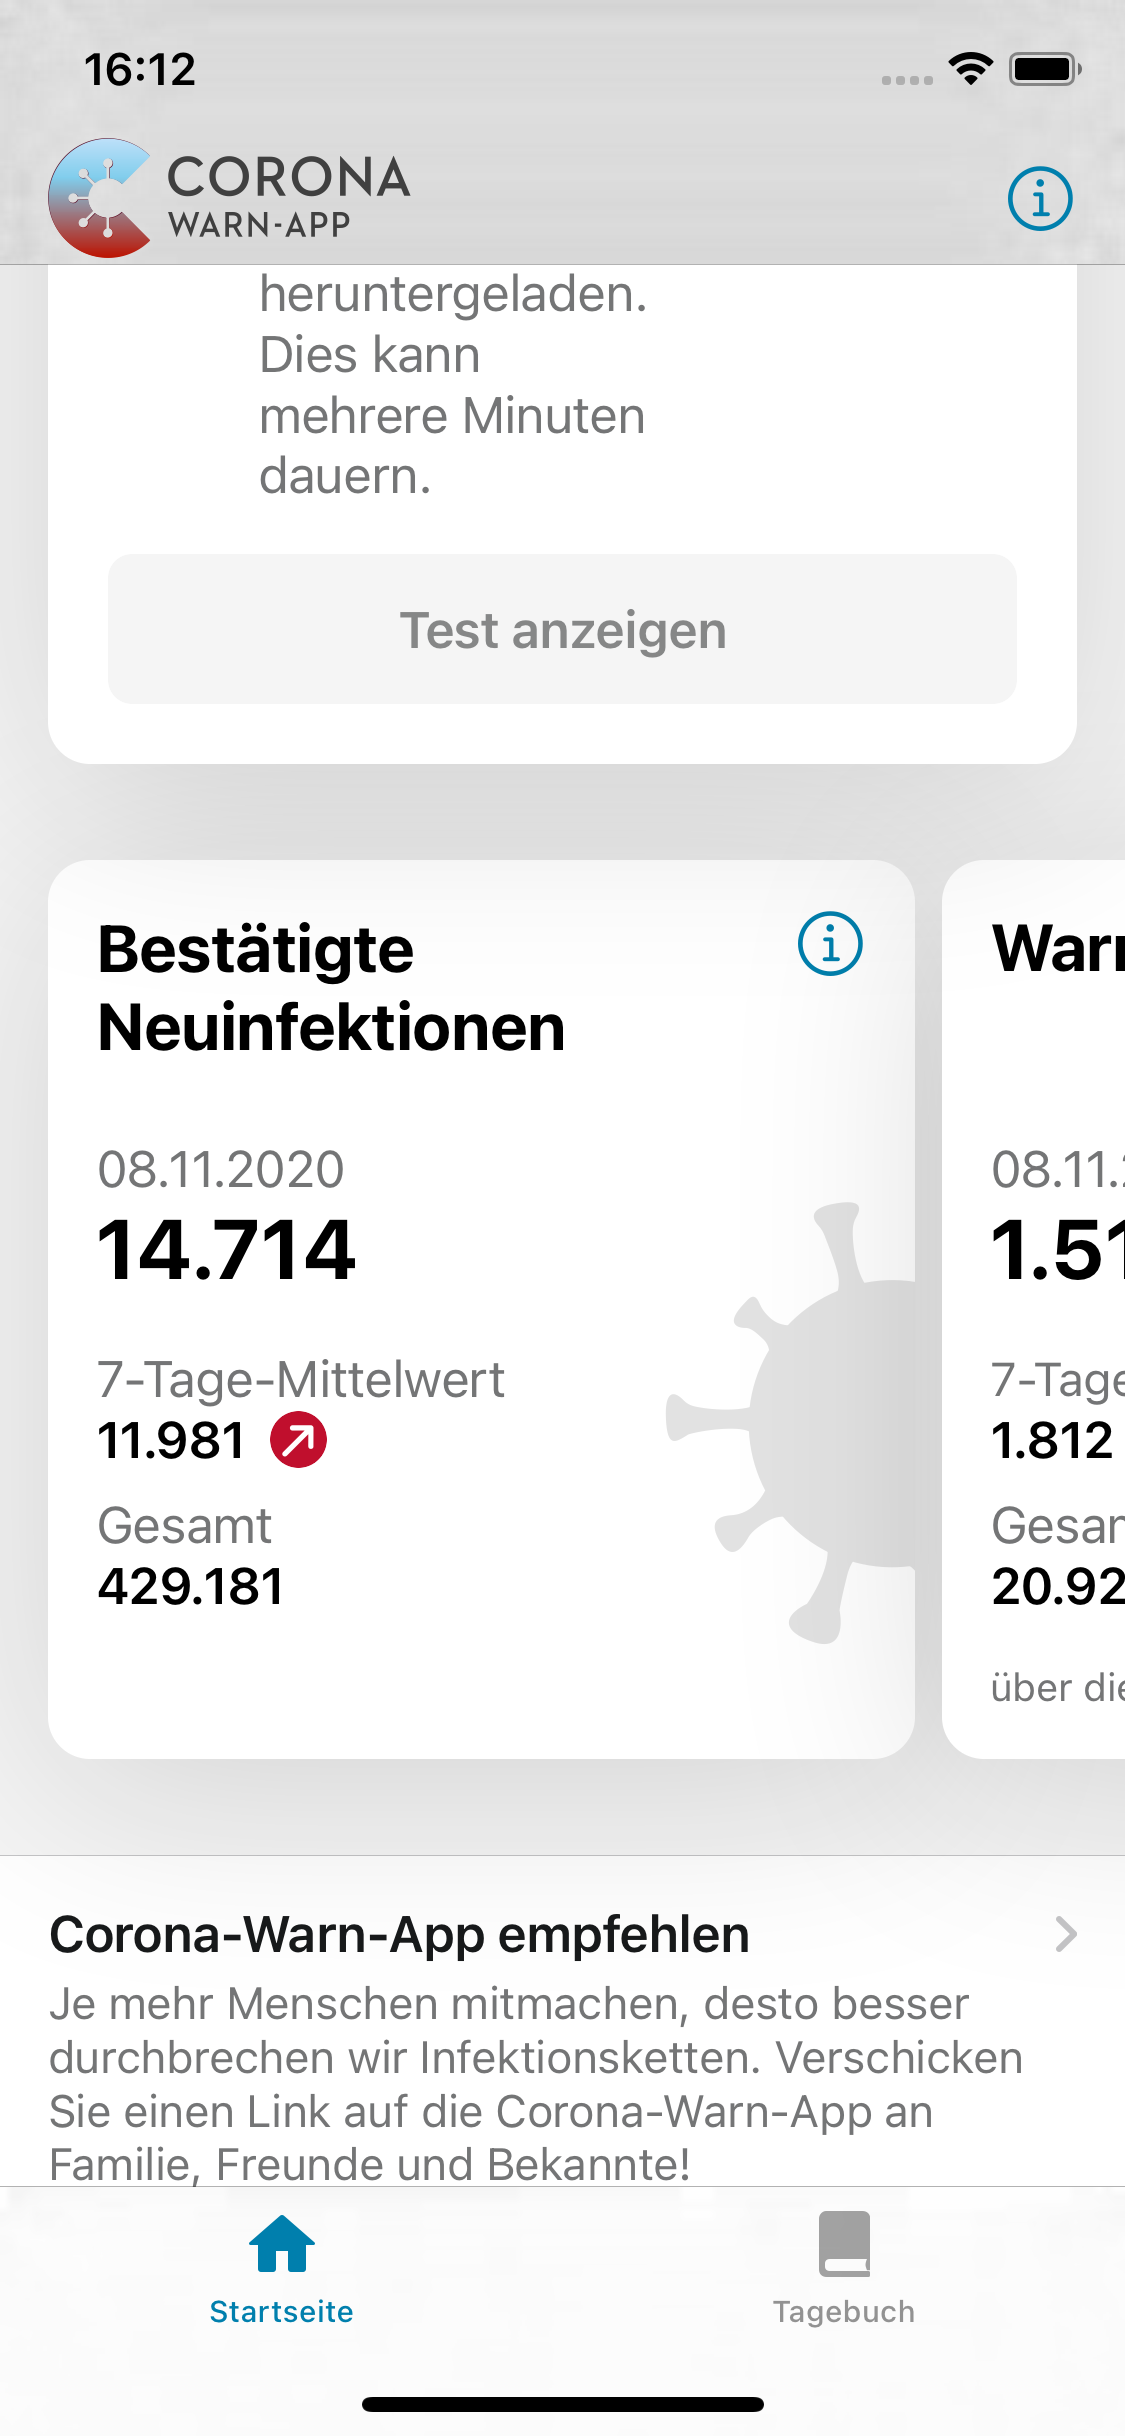 16:12
CORONA
WARN-APP
heruntergeladen.
Dies kann
mehrere Minuten
dauern.
Test anzeigen
Bestätigte
Neuinfektionen
08.11.2020
14.714
7-Tage-Mittelwert
11.981
Gesamt
429.181
08.11.
1.51
7-Tage
1.812
20.92
über die
Corona-Warn-App empfehlen
Je mehr Menschen mitmachen, desto besser
durchbrechen wir Infektionsketten. Verschicken
Sie einen Link auf die Corona-Warn-App an
Familie, Freunde und Bekannte!
Startseite
Tagebuch